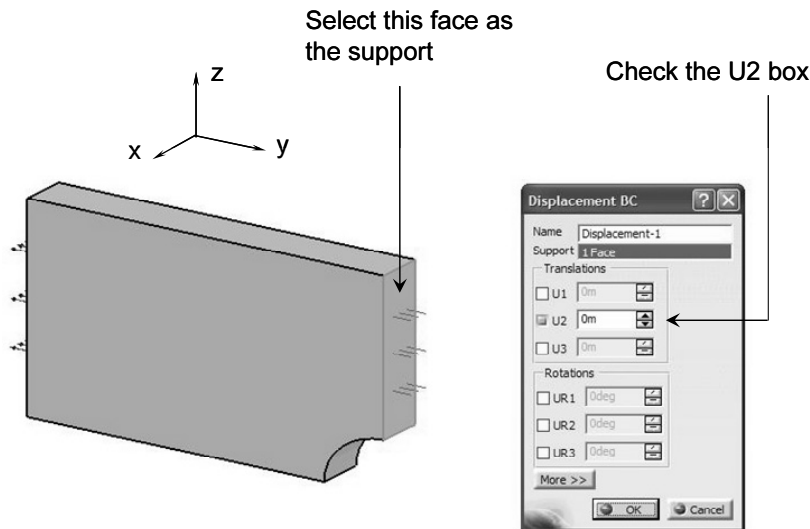 Select this face as
the support
Check the U2 box
z
x
y
Displacement BC
Name Displacement-1
Support 1 Face
Translations
U1 0m
U2 0m
U3 0m
Rotations
UR1 0deg
UR2 0deg
UR3 0deg
More >>
OK Cancel